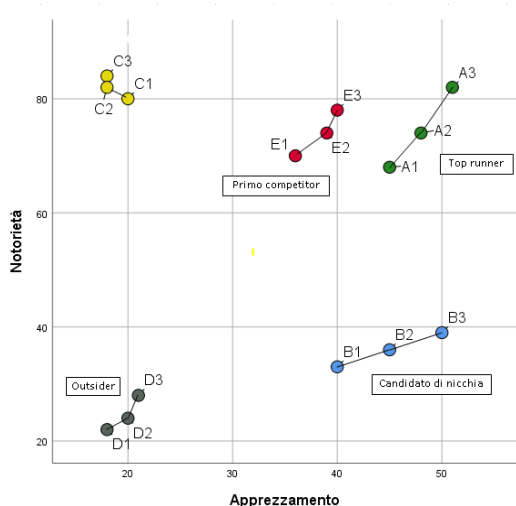 C3
C1
C2
A3
80
E3
A2
E1
E2
A1
Top runner
Primo competitor
60
Notorietà
40
B3
B2
B1
Outsider
D3
Candidato di nicchia
D2
D1
20
20
30
40
50
Apprezzamento